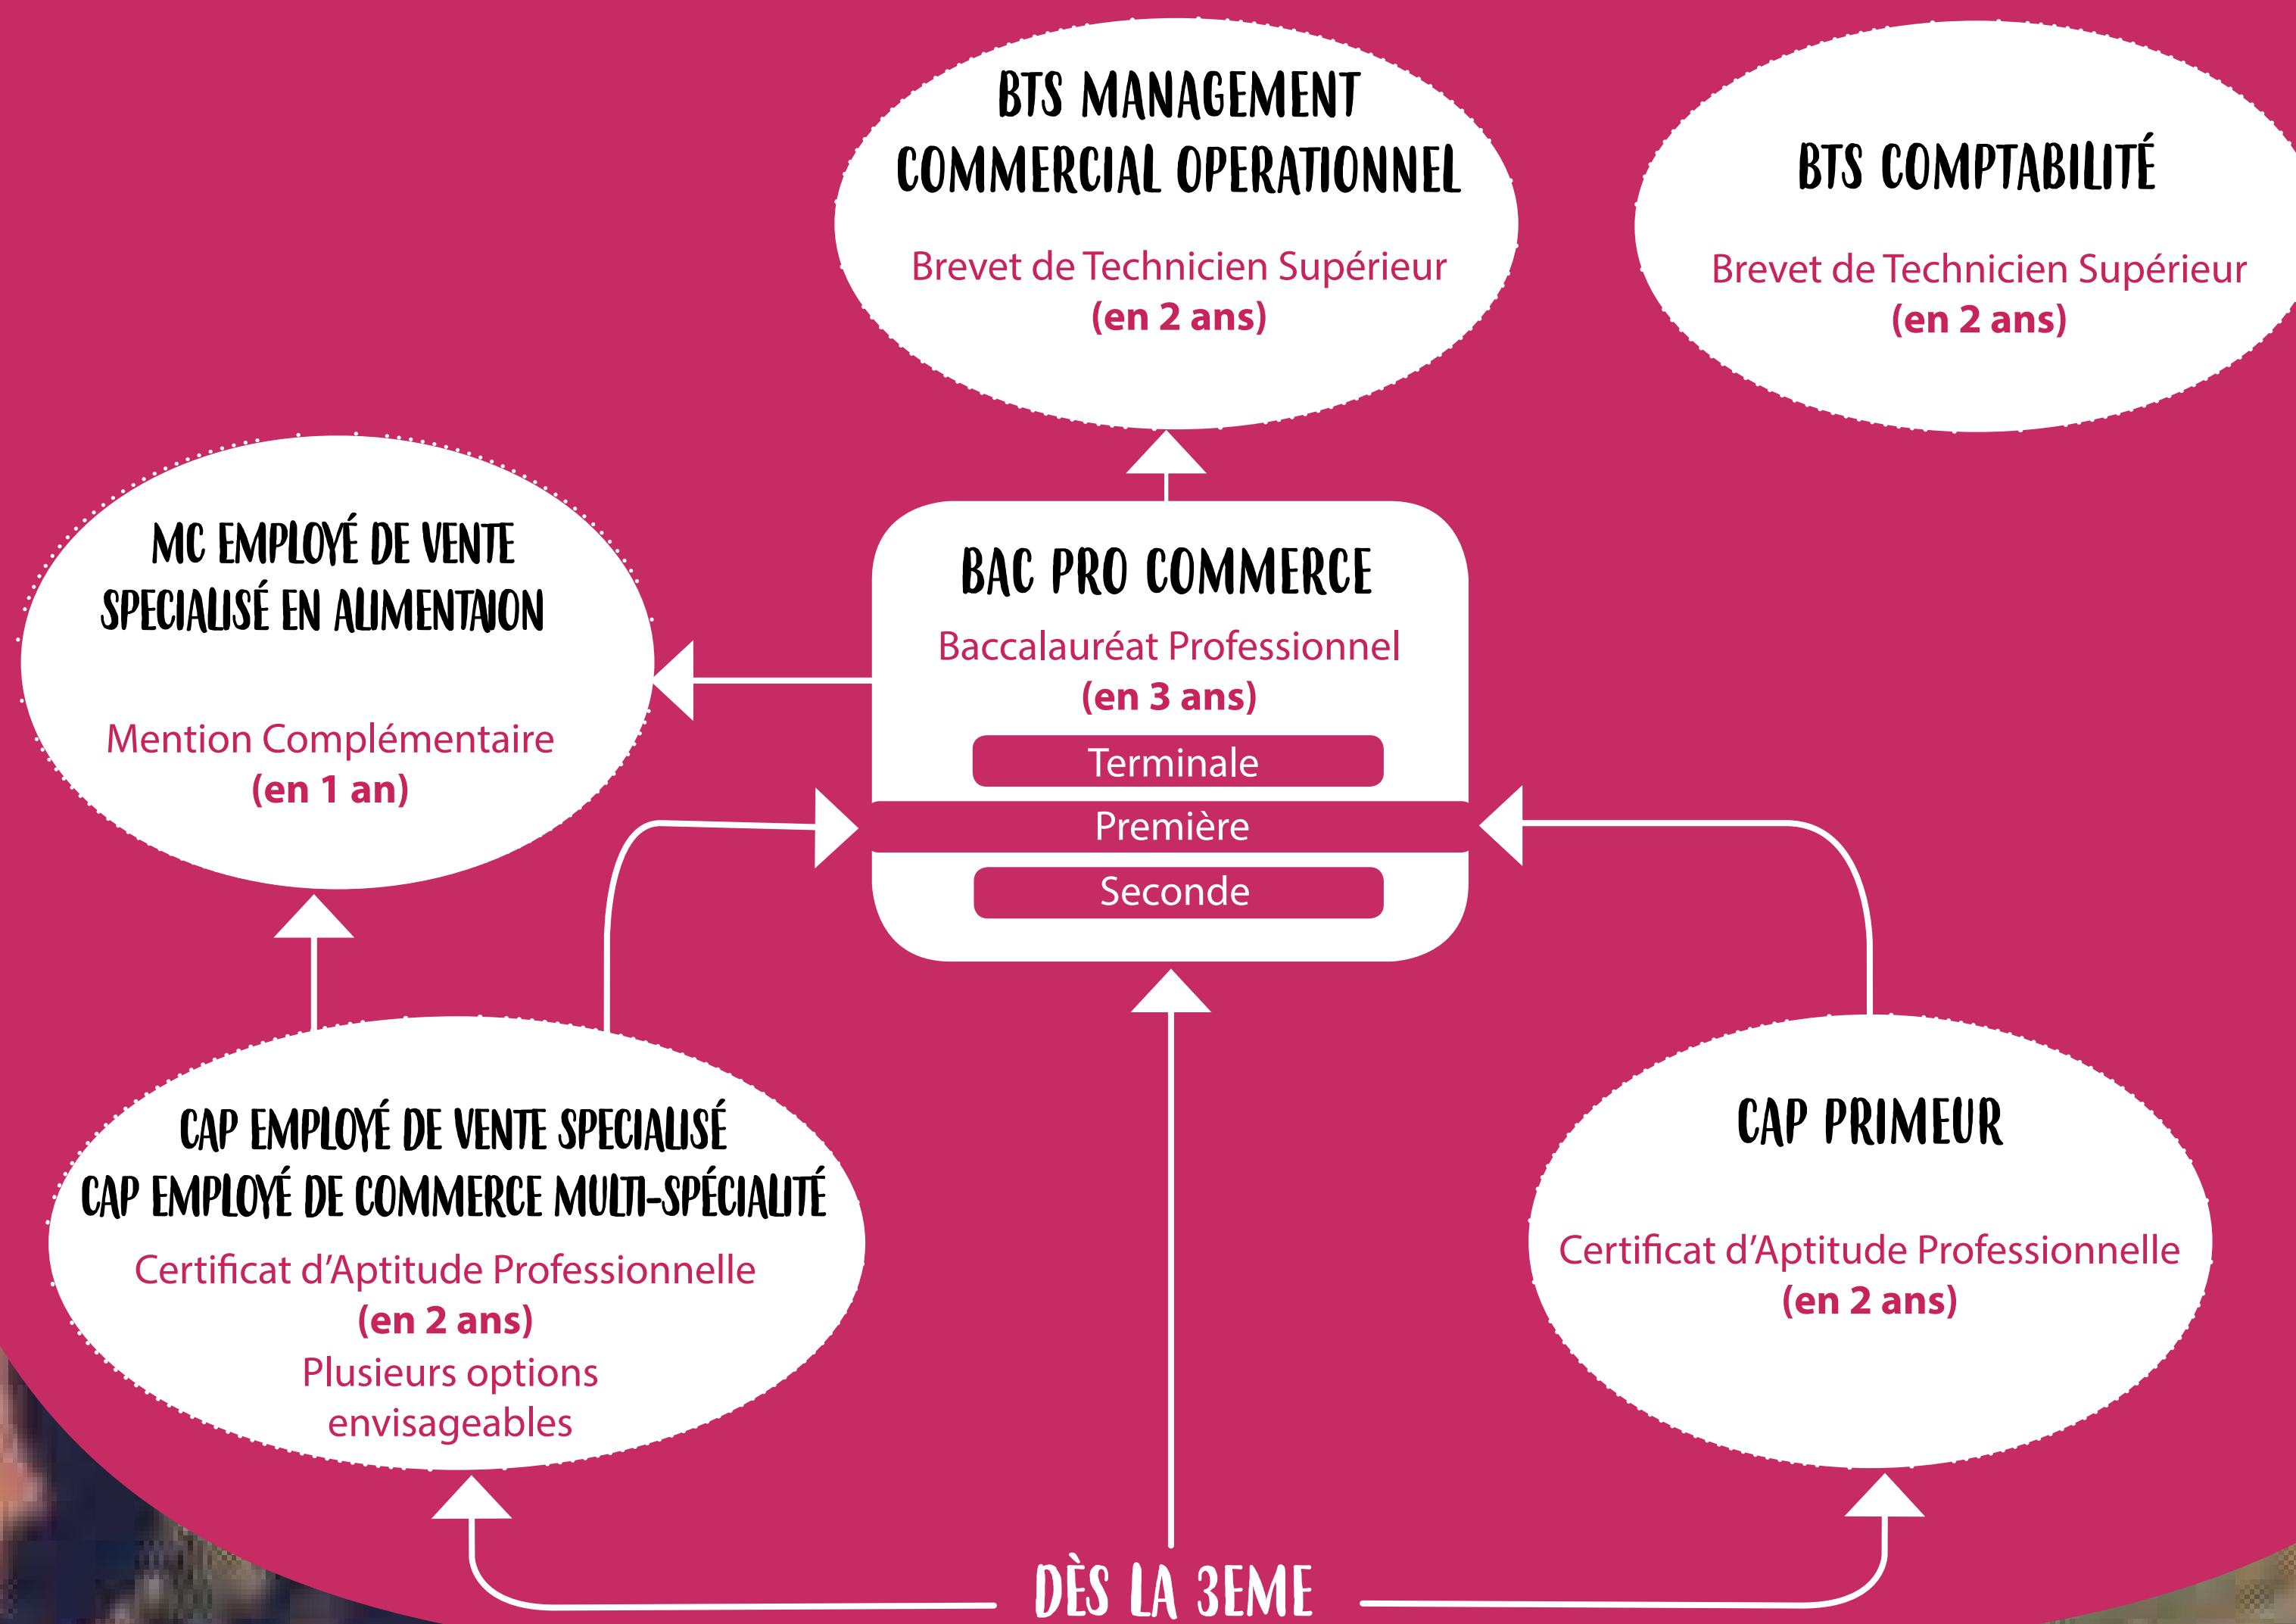 BTS MANAGEMENT
COMMERCIAL OPERATIONNEL
Brevet de Technicien Supérieur
(en 2 ans)
BTS COMPTABILITÉ
Brevet de Technicien Supérieur
(en 2 ans)
MC EMPLOYÉ DE VENTE
SPECIALISÉ EN ALIMENTAION
Mention Complémentaire
(en 1 an)
BAC PRO COMMERCE
Baccalauréat Professionnel
(en 3 ans)
Terminale
Première
Seconde
CAP EMPLOYÉ DE VENTE SPECIALISÉ
CAP EMPLOYÉ DE COMMERCE MULTI-SPÉCIALITÉ
Certificat d'Aptitude Professionnelle
(en 2 ans)
Plusieurs options
envisageables
CAP PRIMEUR
Certificat d'Aptitude Professionnelle
(en 2 ans)
DÈS LA 3EME